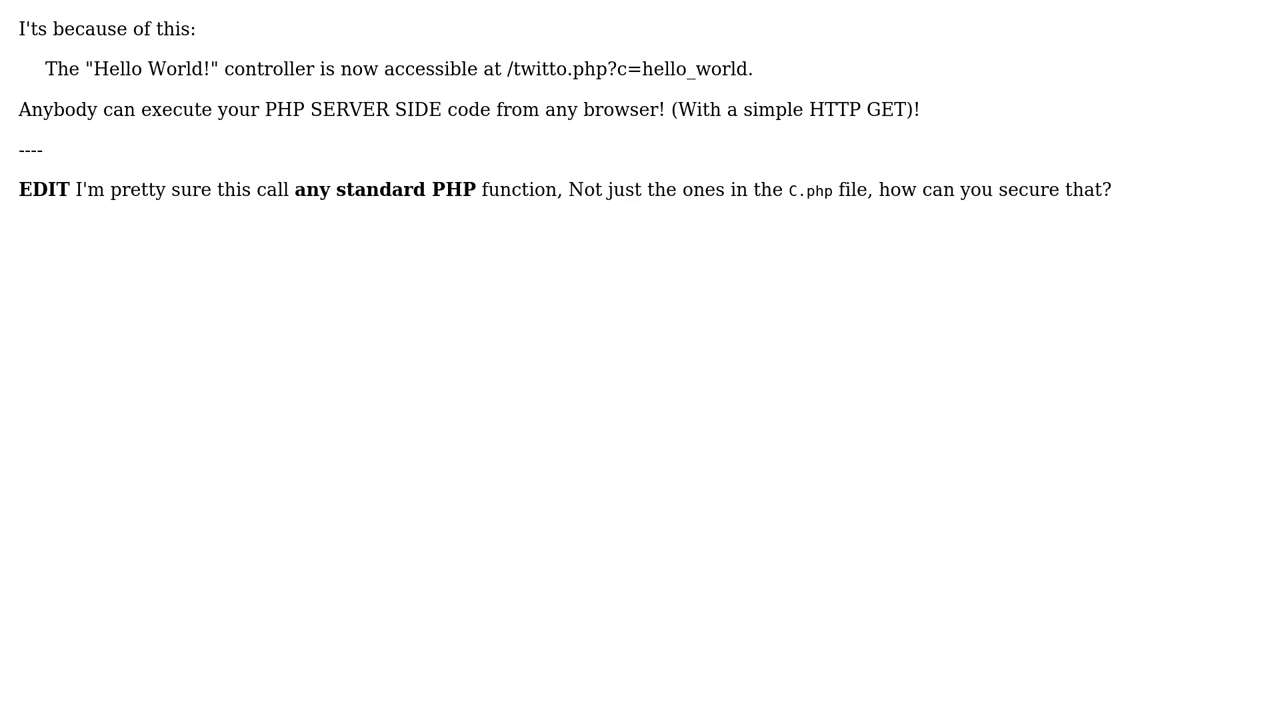 I'ts because of this:
The "Hello World!" controller is now accessible at /twitto.php?c=hello_world.
Anybody can execute your PHP SERVER SIDE code from any browser! (With a simple HTTP GET)!
----
EDIT I'm pretty sure this call any standard PHP function, Not just the ones in the C.php file, how can you secure that?